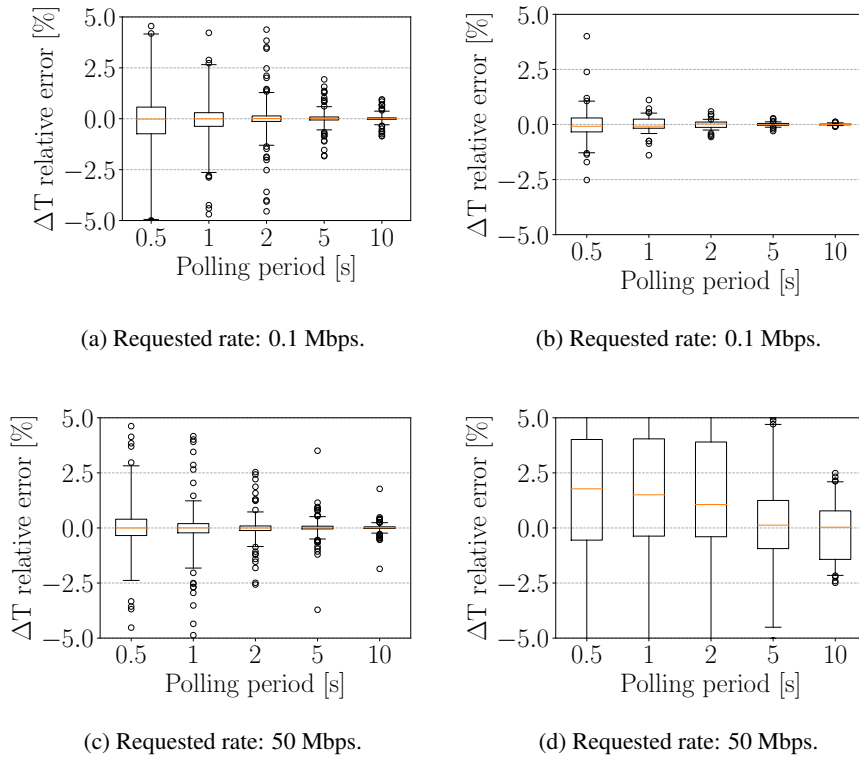 ΔT relative error [%]
5.0
2.5
0.0
−2.5
−5.0
0.5 1 2 5 10
Polling period [s]
(a) Requested rate: 0.1 Mbps.
ΔT relative error [%]
5.0
2.5
0.0
−2.5
−5.0
0.5 1 2 5 10
Polling period [s]
(b) Requested rate: 0.1 Mbps.
ΔT relative error [%]
5.0
2.5
0.0
−2.5
−5.0
0.5 1 2 5 10
Polling period [s]
(c) Requested rate: 50 Mbps.
ΔT relative error [%]
5.0
2.5
0.0
−2.5
−5.0
0.5 1 2 5 10
Polling period [s]
(d) Requested rate: 50 Mbps.